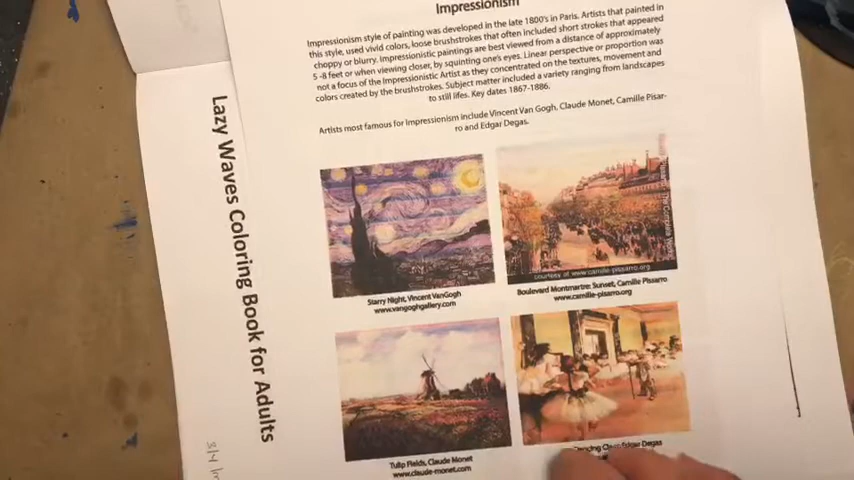 Impressionism
Impressionism style of painting was developed in the late 1800's in Paris. Artists that painted in
this style, used vivid colors, loose brushstrokes that often included short strokes that appeared
choppy or blurry. Impressionistic paintings are best viewed from a distance of approximately
5 -8 feet or when viewing closer, by squinting one's eyes. Linear perspective or proportion was
not a focus of the Impressionistic Artist as they concentrated on the textures, movement and
colors created by the brushstrokes. Subject matter included a variety ranging from landscapes
to still lifes. Key dates 1867-1886.
Artists most famous for Impressionism include Vincent Van Gogh, Claude Monet, Camille Pisar-
ro and Edgar Degas.
courtesy of www.camille-pissarro.org
Starry Night, Vincent VanGogh
www.vangoghgallery.com
Boulevard Montmartre: Sunset, Camille Pissarro
www.camille-pissarro.org
Tulip Fields, Claude Monet
www.claude-monet.com
Edgar Degas
Lazy Waves Coloring Book for Adults
3/4